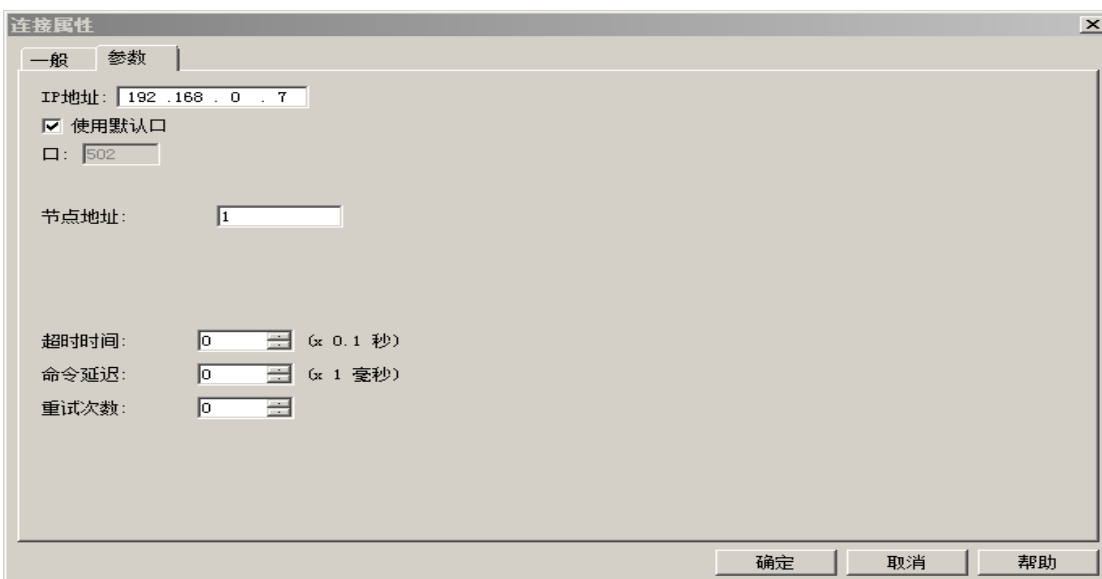 连接属性
一般 参数
IP地址: 192 .168 . 0 . 7
使用默认口
口: 502
节点地址: 1
超时时间: 0 (x 0.1 秒)
命令延迟: 0 (x 1 毫秒)
重试次数: 0
确定 取消 帮助